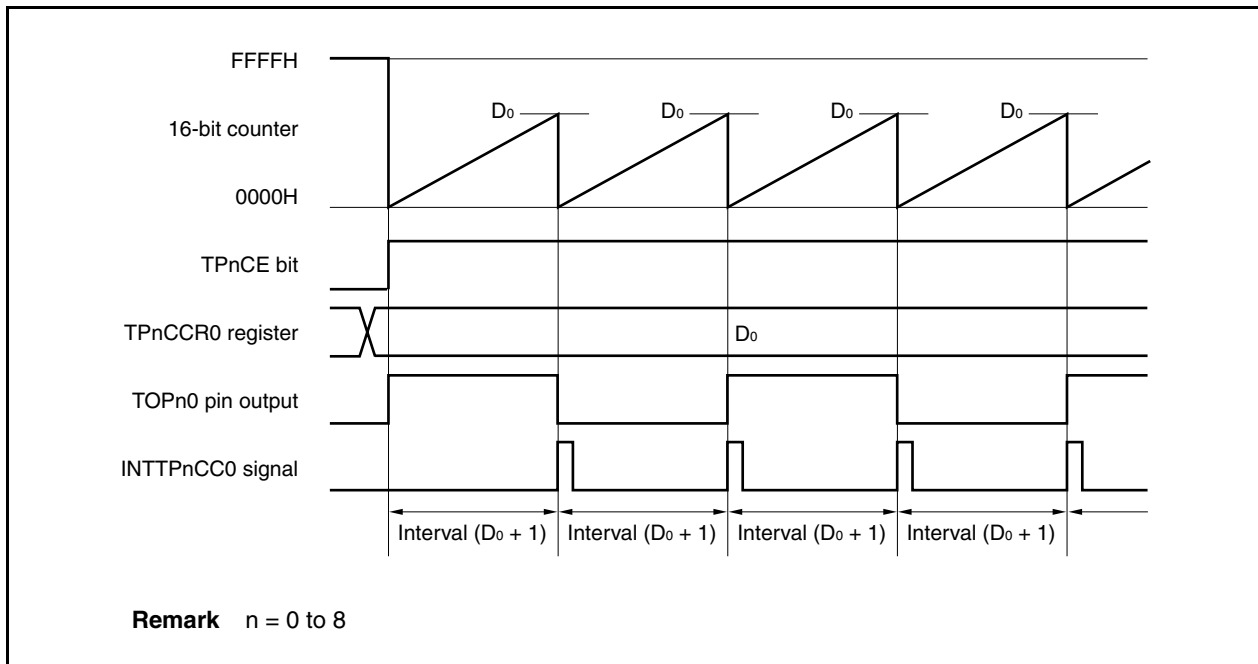 FFFFH
D₀ D₀ D₀ D₀
16-bit counter
0000H
TPnCE bit
TPnCCR0 register
D₀
TOPn0 pin output
INTTPnCC0 signal
Interval (D₀ + 1) Interval (D₀ + 1) Interval (D₀ + 1) Interval (D₀ + 1)
Remark n = 0 to 8